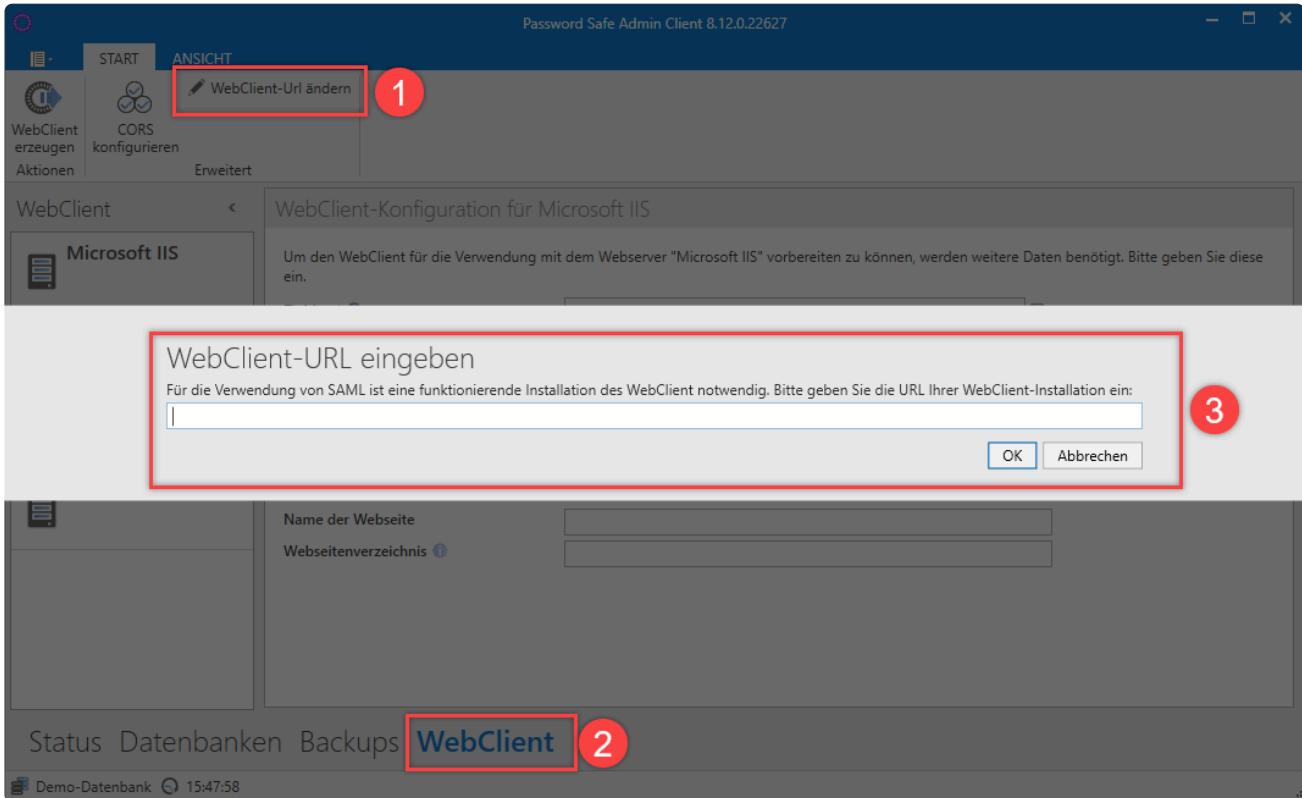 Password Safe Admin Client 8.12.0.22627
START ANSICHT
WebClient-Url ändern
1
WebClient
erzeugen
CORS
konfigurieren
Aktionen
Erweitert
WebClient
WebClient-Konfiguration für Microsoft IIS
Microsoft IIS
Um den WebClient für die Verwendung mit dem Webserver "Microsoft IIS" vorbereiten zu können, werden weitere Daten benötigt. Bitte geben Sie diese
ein.
WebClient-URL eingeben
Für die Verwendung von SAML ist eine funktionierende Installation des WebClient notwendig. Bitte geben Sie die URL Ihrer WebClient-Installation ein:
3
OK Abbrechen
Name der Webseite
Webseitenverzeichnis
Status Datenbanken Backups WebClient
2
Demo-Datenbank 15:47:58